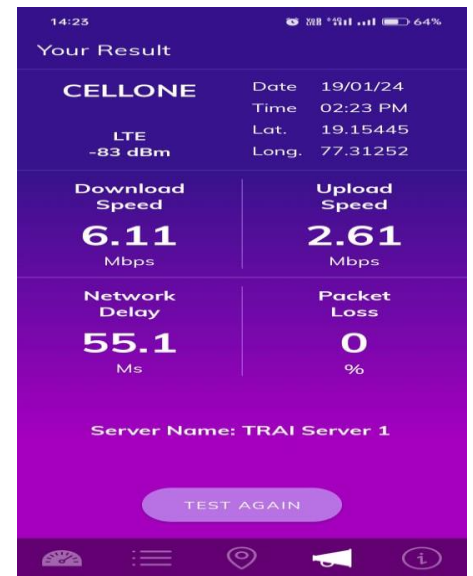 14:23
64%
Your Result
CELLONE
LTE
-83 dBm
Date 19/01/24
Time 02:23 PM
Lat. 19.15445
Long. 77.31252
Download
Speed
6.11
Mbps
Upload
Speed
2.61
Mbps
Network
Delay
55.1
Ms
Packet
Loss
0
%
Server Name: TRAI Server 1
TEST AGAIN